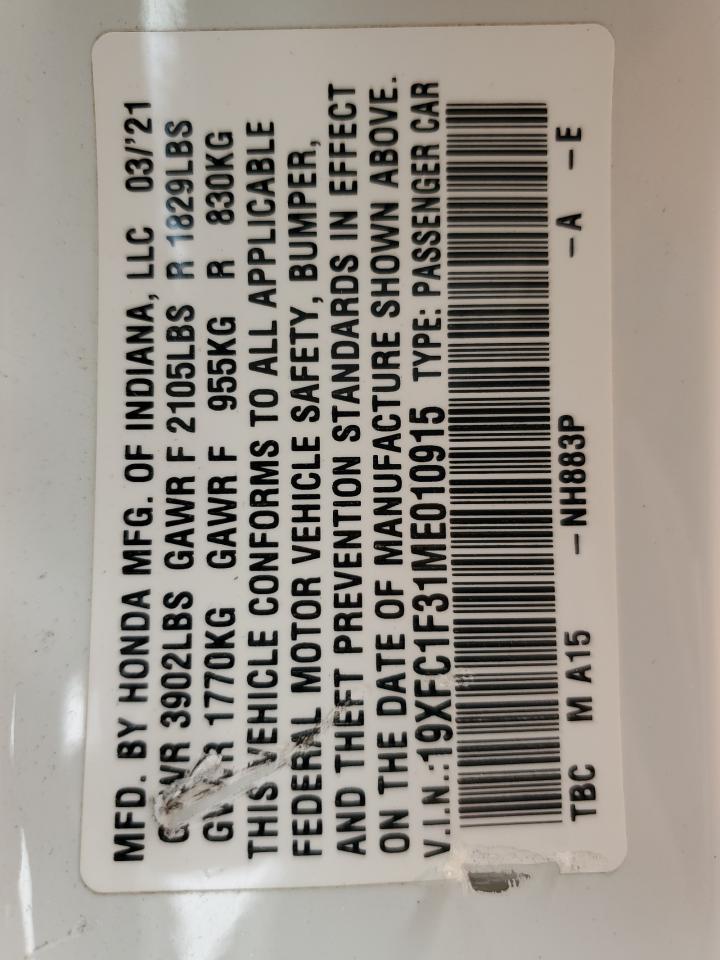 MFD. BY HONDA MFG. OF INDIANA, LLC 03/'21
GVWR 3902LBS GAWR F 2105LBS R 1829LBS
GVWR 1770KG GAWR F 955KG R 830KG
THIS VEHICLE CONFORMS TO ALL APPLICABLE
FEDERAL MOTOR VEHICLE SAFETY, BUMPER,
AND THEFT PREVENTION STANDARDS IN EFFECT
ON THE DATE OF MANUFACTURE SHOWN ABOVE.
V.I.N.:19XFC1F31ME010915 TYPE: PASSENGER CAR
TBC M A15 –NH883P –A –E